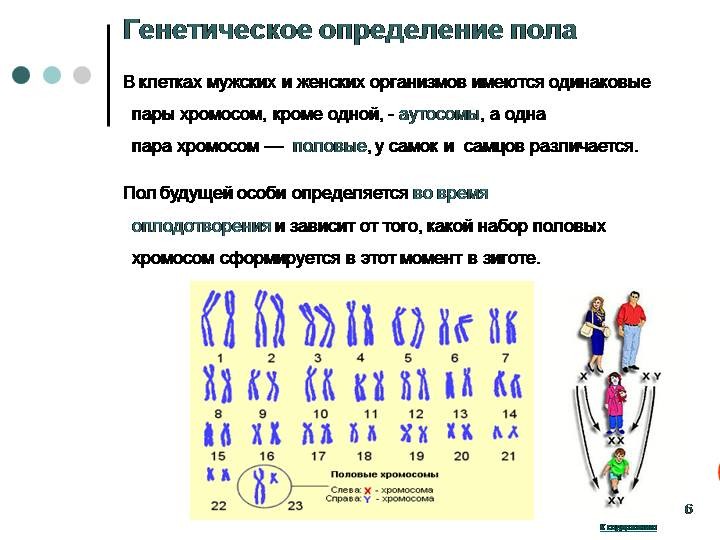 Генетическое определение пола
В клетках мужских и женских организмов имеются одинаковые
пары хромосом, кроме одной, - аутосомы, а одна
пара хромосом — половые, у самок и самцов различается.
Пол будущей особи определяется во время
оплодотворения и зависит от того, какой набор половых
хромосом сформируется в этот момент в зиготе.
1 2 3 4 5 6 7
8 9 10 11 12 13 14
15 16 17 18 19 20 21
Половые хромосомы
Слева: X - хромосома
Справа: Y - хромосома
22 23
X X Y
X X
X Y
6
К содержанию